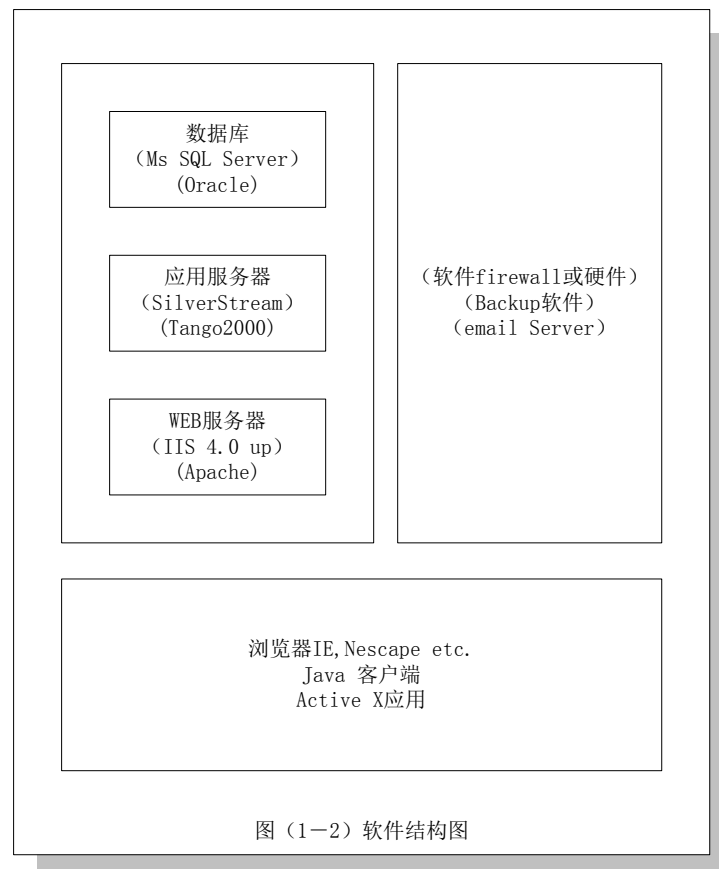 数据库
（Ms SQL Server）
(Oracle)
应用服务器
（SilverStream）
(Tango2000)
WEB服务器
（IIS 4.0 up）
(Apache)
（软件firewall或硬件）
（Backup软件）
（email Server）
浏览器IE,Nescape etc.
Java 客户端
Active X应用
图（1－2）软件结构图